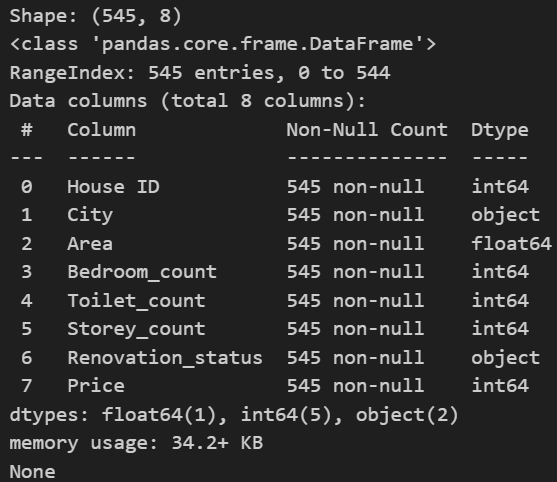 Shape: (545, 8)
<class 'pandas.core.frame.DataFrame'>
RangeIndex: 545 entries, 0 to 544
Data columns (total 8 columns):
 #   Column             Non-Null Count  Dtype
---  ------             --------------  -----
 0   House ID           545 non-null    int64
 1   City               545 non-null    object
 2   Area               545 non-null    float64
 3   Bedroom_count      545 non-null    int64
 4   Toilet_count       545 non-null    int64
 5   Storey_count       545 non-null    int64
 6   Renovation_status  545 non-null    object
 7   Price              545 non-null    int64
dtypes: float64(1), int64(5), object(2)
memory usage: 34.2+ KB
None